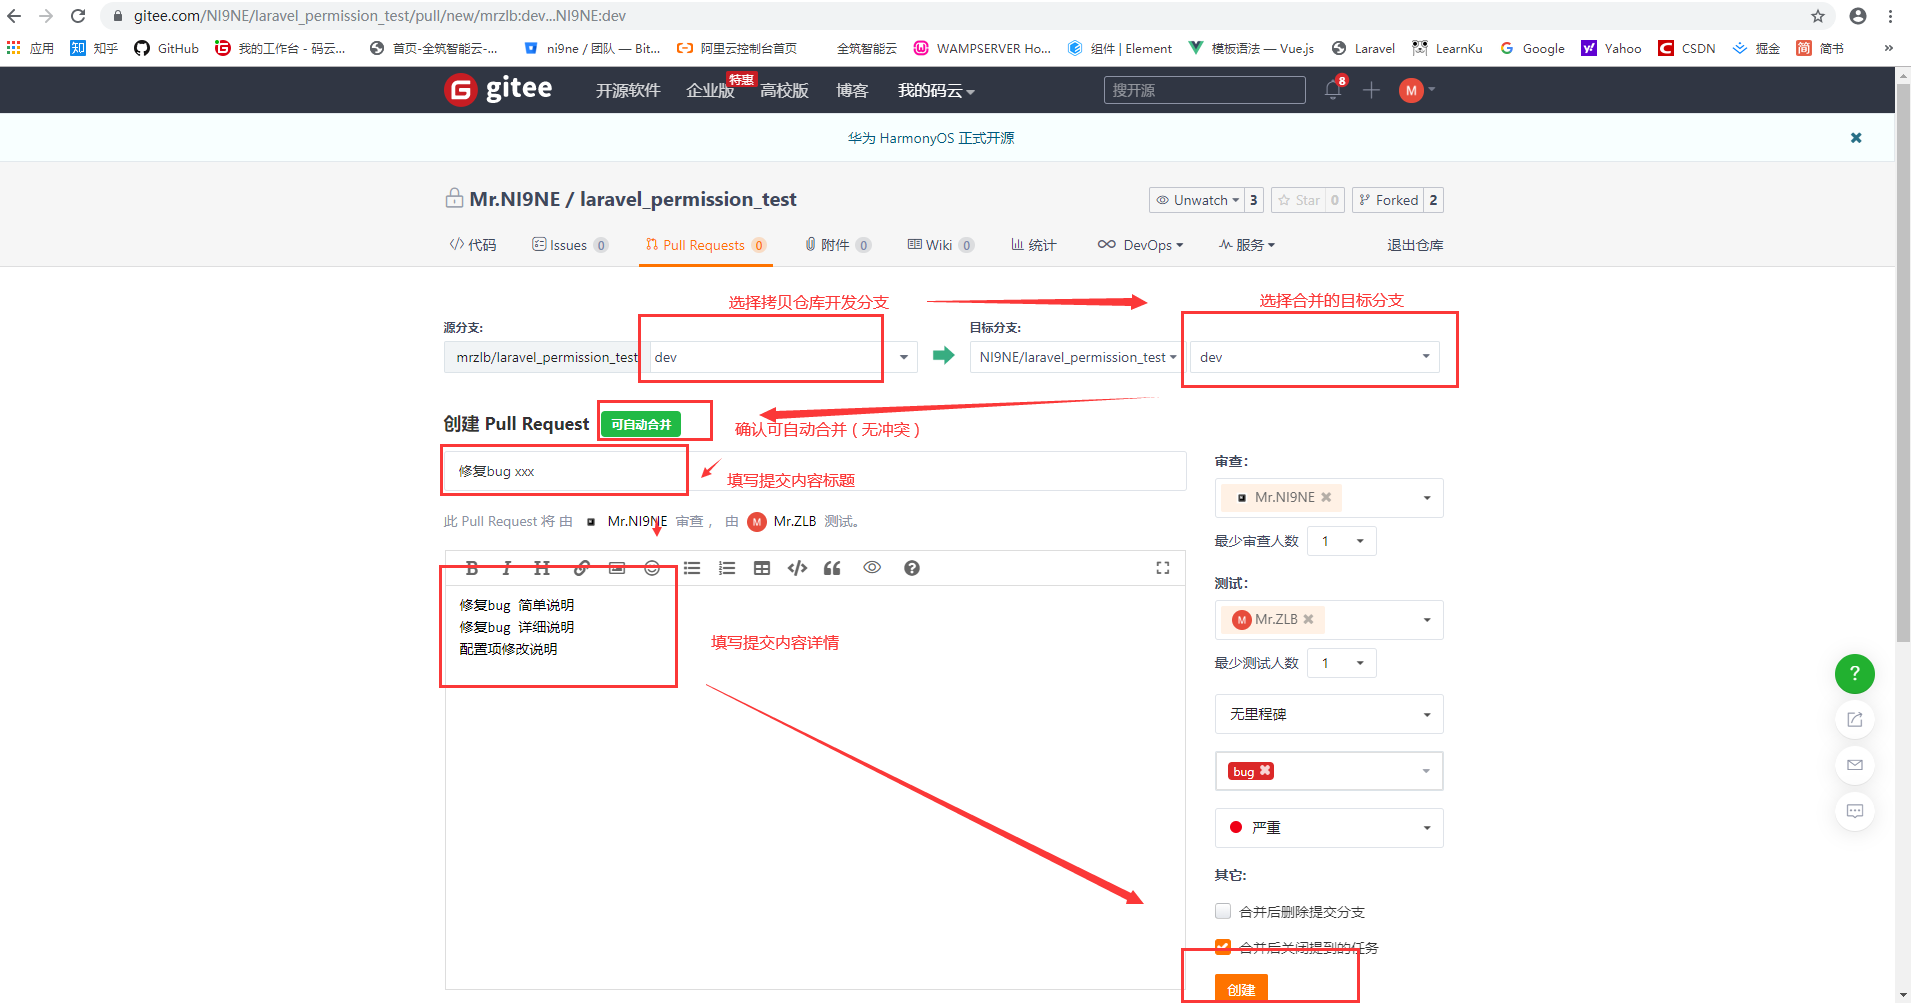 gitee.com/NI9NE/laravel_permission_test/pull/new/mrzlb:dev...NI9NE:dev
应用 知 知乎 GitHub 我的工作台 - 码云... 首页-全筑智能云-... ni9ne / 团队 — Bit... 阿里云控制台首页 全筑智能云 WAMPSERVER Ho... 组件 | Element 模板语法 — Vue.js Laravel LearnKu Google Yahoo CSDN 掘金 简 简书 »
gitee 开源软件 企业版 特惠 高校版 博客 我的码云 搜开源 8 M
华为 HarmonyOS 正式开源
Mr.NI9NE / laravel_permission_test Unwatch 3 Star 0 Forked 2
代码 Issues 0 Pull Requests 0 附件 0 Wiki 0 统计 DevOps 服务 退出仓库
选择拷贝仓库开发分支 选择合并的目标分支
源分支: 目标分支:
mrzlb/laravel_permission_test dev NI9NE/laravel_permission_test dev
创建 Pull Request 可自动合并 确认可自动合并（无冲突）
修复bug xxx
填写提交内容标题
此 Pull Request 将 由 Mr.NI9NE 审查， 由 M Mr.ZLB 测试。
B I H
修复bug 简单说明
修复bug 详细说明
配置项修改说明
填写提交内容详情
审查:
Mr.NI9NE
最少审查人数 1
测试:
M Mr.ZLB
最少测试人数 1
无里程碑
bug
严重
其它:
合并后删除提交分支
合并后关闭提到的任务
创建